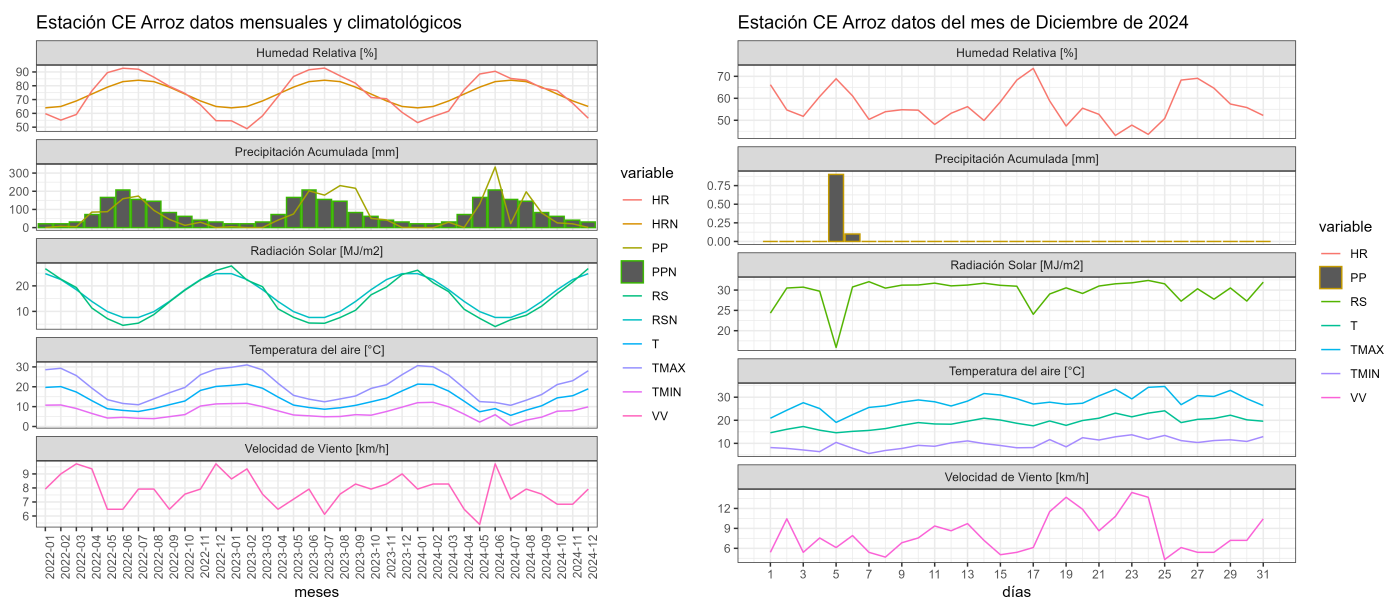 Estación CE Arroz datos mensuales y climatológicos
Humedad Relativa [%]
90
80
70
60
50
Precipitación Acumulada [mm]
300
200
100
0
Radiación Solar [MJ/m2]
20
10
Temperatura del aire [°C]
30
20
10
0
Velocidad de Viento [km/h]
9
8
7
6
2022-01
2022-02
2022-03
2022-04
2022-05
2022-06
2022-07
2022-08
2022-09
2022-10
2022-11
2022-12
2023-01
2023-02
2023-03
2023-04
2023-05
2023-06
2023-07
2023-08
2023-09
2023-10
2023-11
2023-12
2024-01
2024-02
2024-03
2024-04
2024-05
2024-06
2024-07
2024-08
2024-09
2024-10
2024-11
2024-12
meses
variable
HR
HRN
PP
PPN
RS
RSN
T
TMAX
TMIN
VV
Estación CE Arroz datos del mes de Diciembre de 2024
Humedad Relativa [%]
70
60
50
Precipitación Acumulada [mm]
0.75
0.50
0.25
0.00
Radiación Solar [MJ/m2]
30
25
20
Temperatura del aire [°C]
30
20
10
Velocidad de Viento [km/h]
12
9
6
1 3 5 7 9 11 13 15 17 19 21 23 25 27 29 31
días
variable
HR
PP
RS
T
TMAX
TMIN
VV